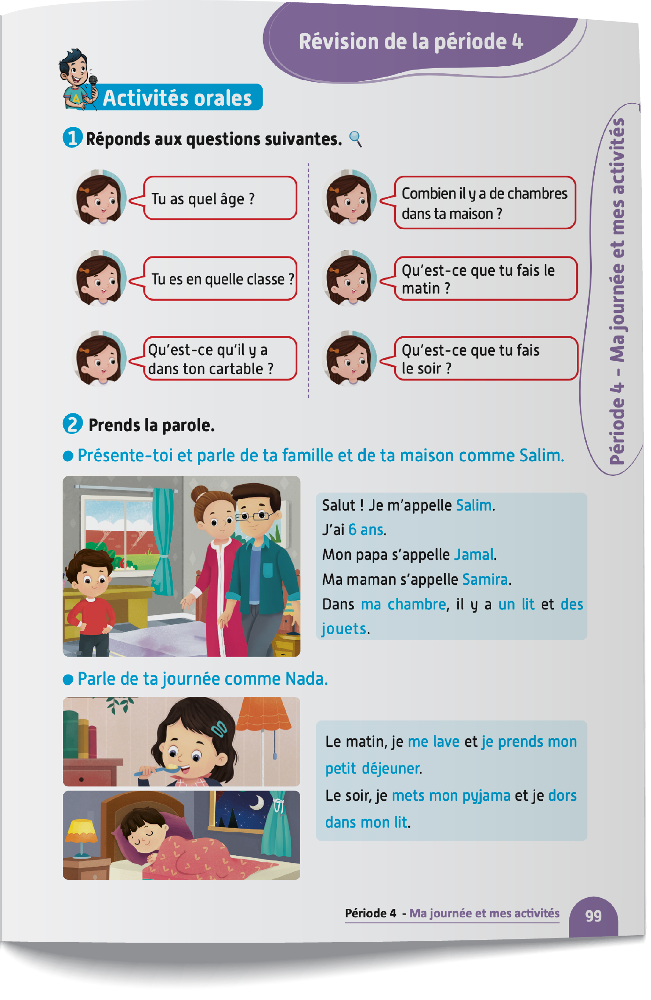 Révision de la période 4
A
Activités orales
1 Réponds aux questions suivantes.
Tu as quel âge ?
Tu es en quelle classe ?
Qu'est-ce qu'il y a
dans ton cartable ?
Combien il y a de chambres
dans ta maison ?
Qu'est-ce que tu fais le
matin ?
Qu'est-ce que tu fais
le soir ?
2 Prends la parole.
● Présente-toi et parle de ta famille et de ta maison comme Salim.
Salut ! Je m'appelle Salim.
J'ai 6 ans.
Mon papa s'appelle Jamal.
Ma maman s'appelle Samira.
Dans ma chambre, il y a un lit et des
jouets.
● Parle de ta journée comme Nada.
Le matin, je me lave et je prends mon
petit déjeuner.
Le soir, je mets mon pyjama et je dors
dans mon lit.
Période 4 – Ma journée et mes activités
Période 4 - Ma journée et mes activités
99